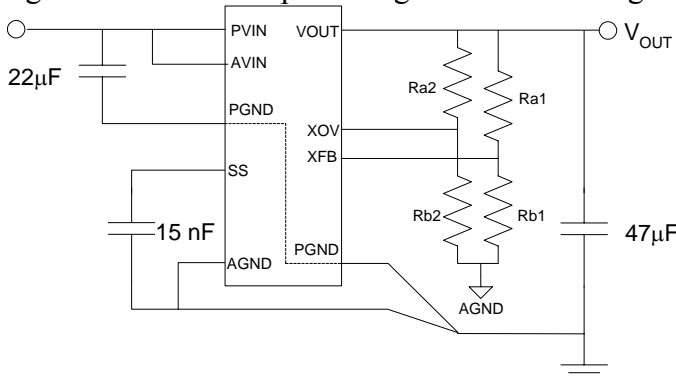 PVIN
VOUT
V_OUT
AVIN
22µF
PGND
Ra2
Ra1
XOV
XFB
SS
Rb2
Rb1
15 nF
PGND
47µF
AGND
AGND